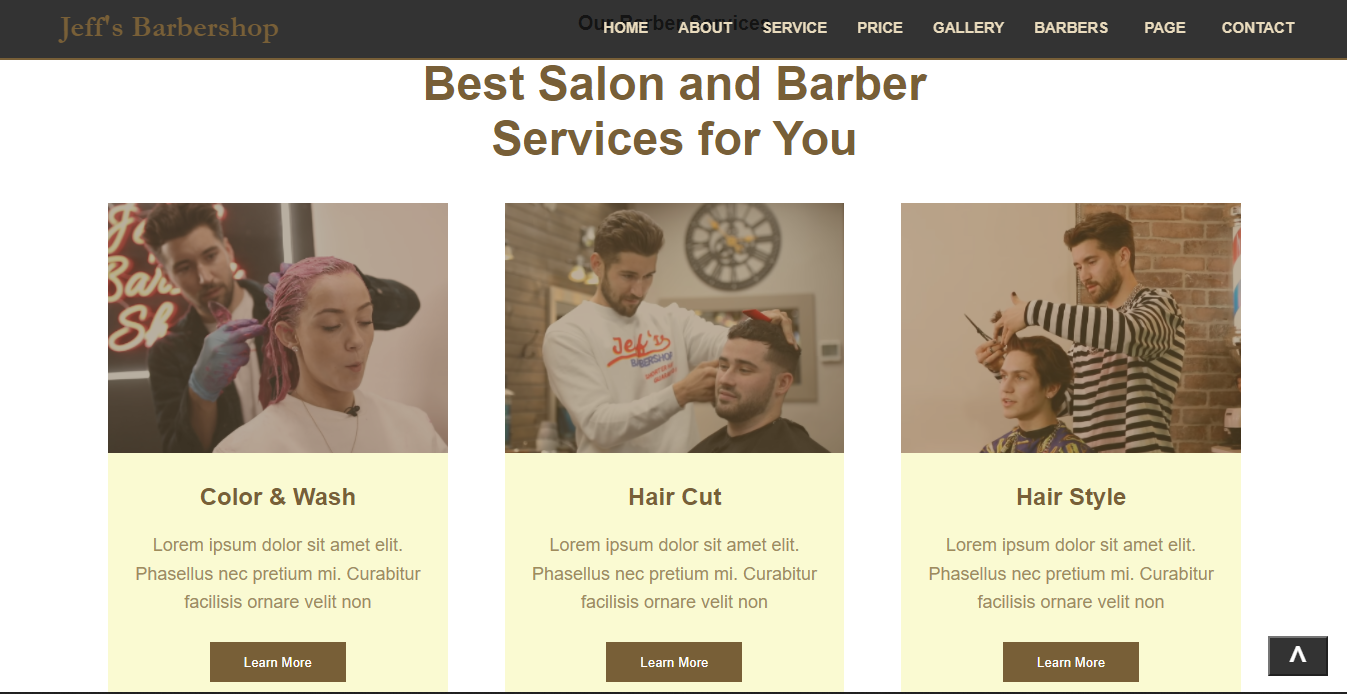 Jeff's Barbershop
Our Barber Services
HOME ABOUT SERVICE PRICE GALLERY BARBERS PAGE CONTACT
Best Salon and Barber
Services for You
Jeff's
Color & Wash
Lorem ipsum dolor sit amet elit.
Phasellus nec pretium mi. Curabitur
facilisis ornare velit non
Learn More
Jeff's
BARBERSHOP
Hair Cut
Lorem ipsum dolor sit amet elit.
Phasellus nec pretium mi. Curabitur
facilisis ornare velit non
Learn More
Hair Style
Lorem ipsum dolor sit amet elit.
Phasellus nec pretium mi. Curabitur
facilisis ornare velit non
Learn More